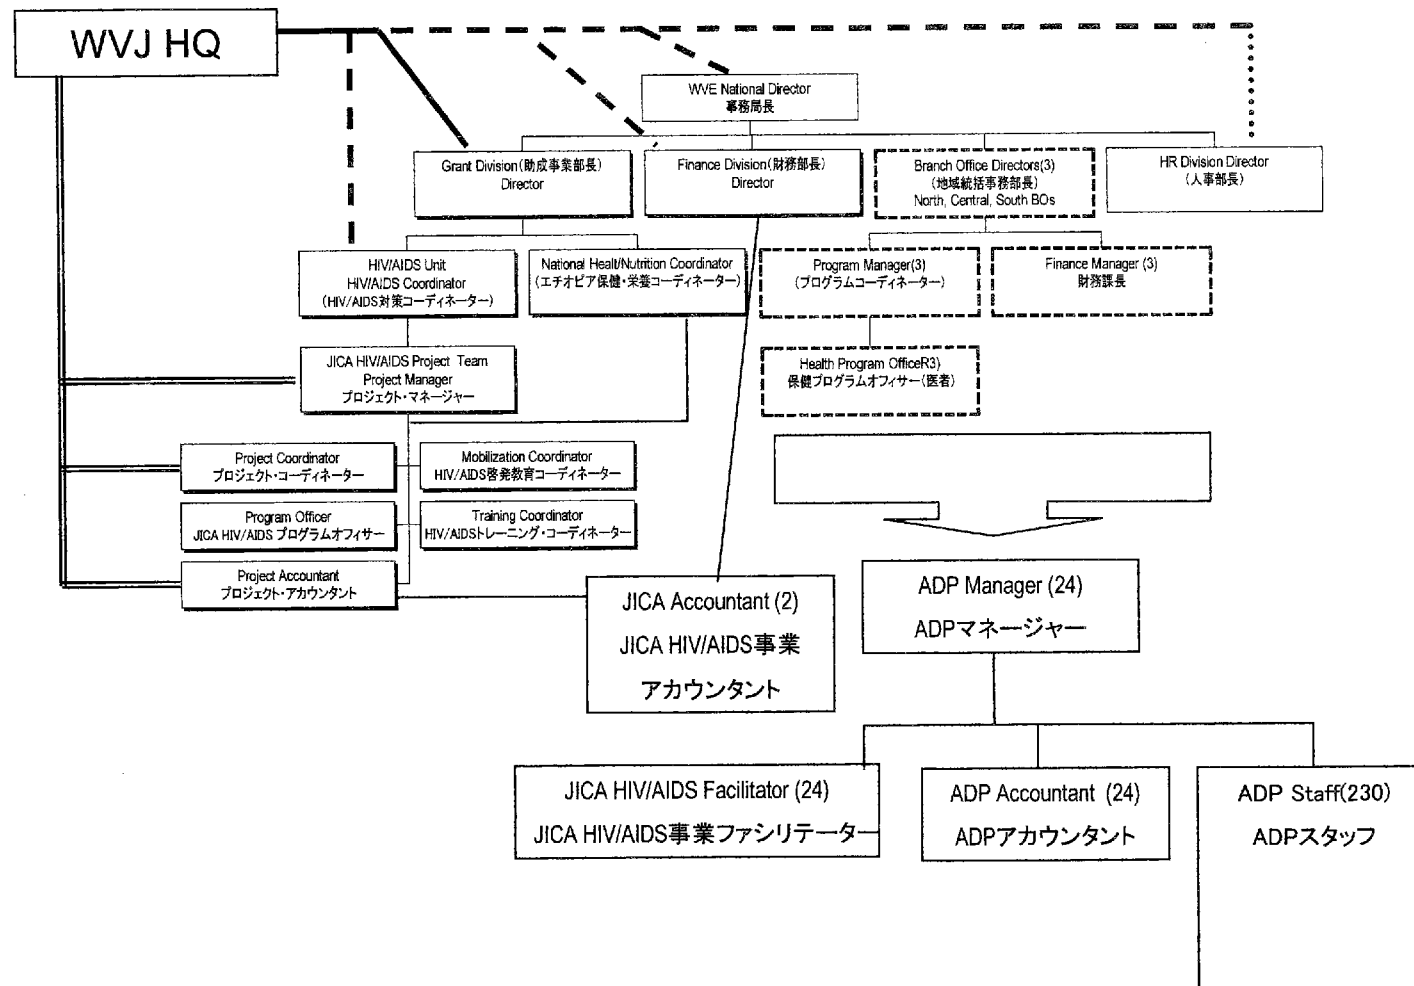 WVJ HQ
WVE National Director
事務局長
Grant Division(助成事業部長)
Director
Finance Division(財務部長)
Director
Branch Office Directors(3)
(地域統括事務部長)
North, Central, South BOs
HR Division Director
(人事部長)
HIV/AIDS Unit
HIV/AIDS Coordinator
(HIV/AIDS対策コーディネーター)
National Healt/Nutrition Coordinator
(エチオピア保健・栄養コーディネーター)
Program Manager(3)
(プログラムコーディネーター)
Finance Manager (3)
財務課長
JICA HIV/AIDS Project Team
Project Manager
プロジェクト・マネージャー
Health Program OfficeR3)
保健プログラムオフィサー(医者)
Project Coordinator
プロジェクト・コーディネーター
Mobilization Coordinator
HIV/AIDS啓発教育コーディネーター
Program Officer
JICA HIV/AIDS プログラムオフィサー
Training Coordinator
HIV/AIDSトレーニング・コーディネーター
Project Accountant
プロジェクト・アカウンタント
JICA Accountant (2)
JICA HIV/AIDS事業
アカウンタント
ADP Manager (24)
ADPマネージャー
JICA HIV/AIDS Facilitator (24)
JICA HIV/AIDS事業ファシリテーター
ADP Accountant (24)
ADPアカウンタント
ADP Staff(230)
ADPスタッフ